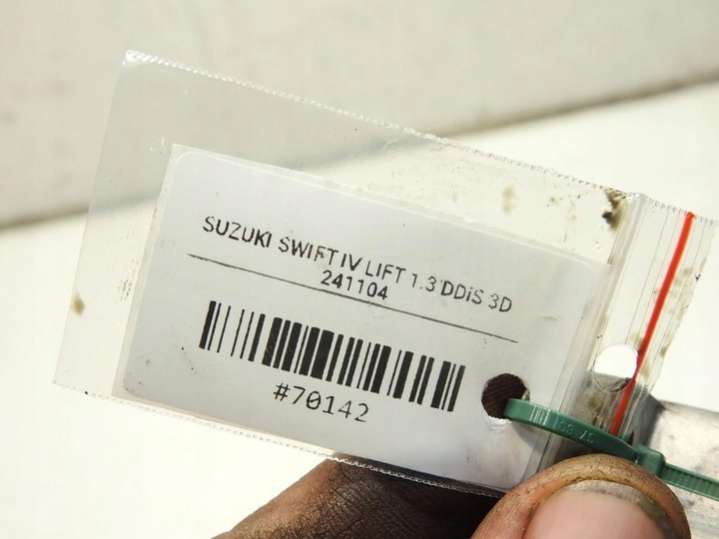 SUZUKI SWIFT IV LIFT 1.3 DDiS 3D
241104
#70142